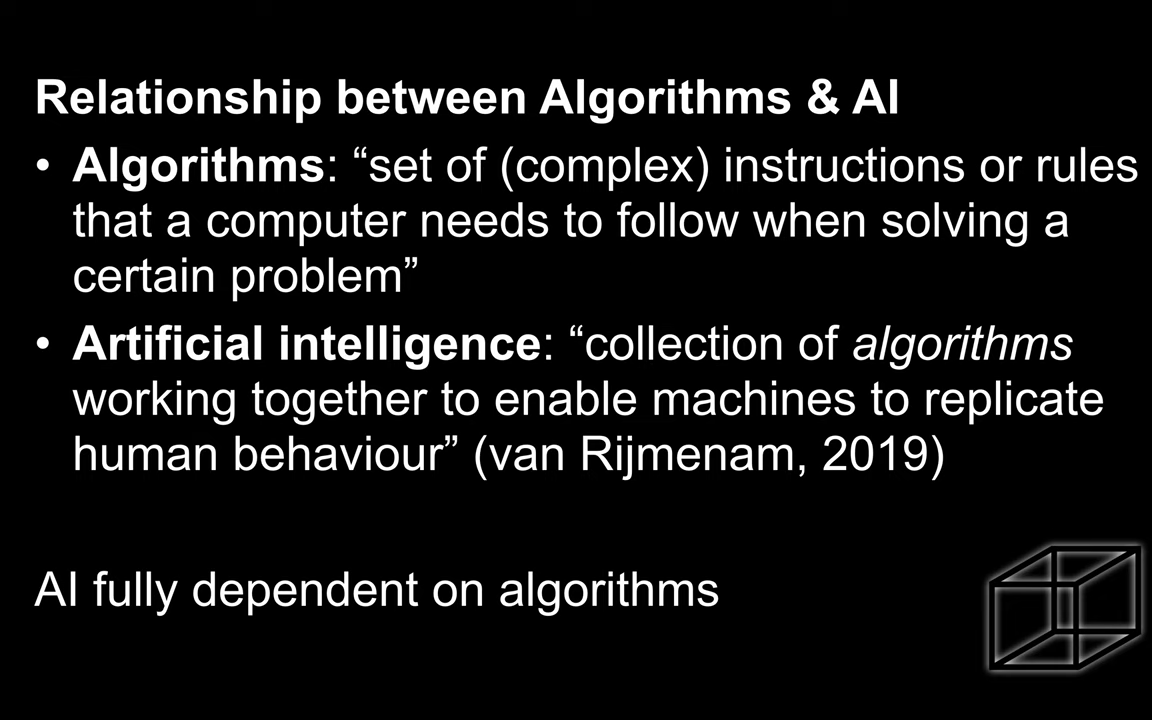 Relationship between Algorithms & AI
• Algorithms: “set of (complex) instructions or rules
that a computer needs to follow when solving a
certain problem”
• Artificial intelligence: “collection of algorithms
working together to enable machines to replicate
human behaviour” (van Rijmenam, 2019)
AI fully dependent on algorithms